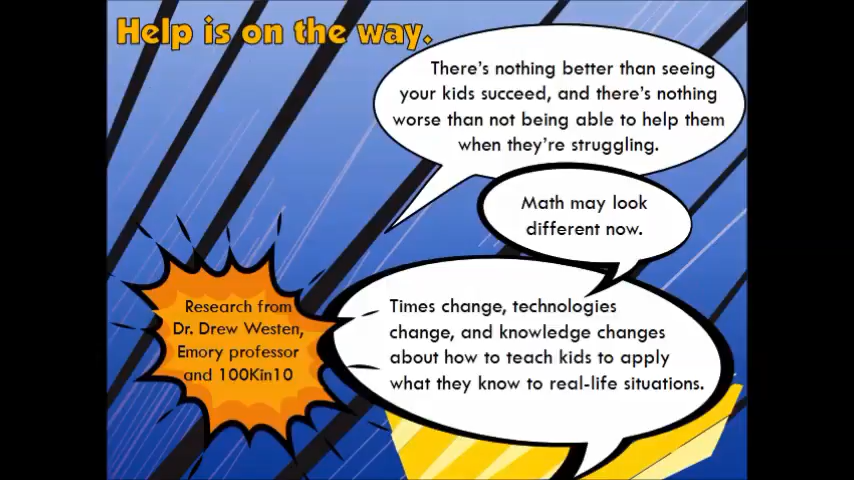 Help is on the way.
There's nothing better than seeing
your kids succeed, and there's nothing
worse than not being able to help them
when they're struggling.
Math may look
different now.
Times change, technologies
change, and knowledge changes
about how to teach kids to apply
what they know to real-life situations.
Research from
Dr. Drew Westen,
Emory professor
and 100Kin10